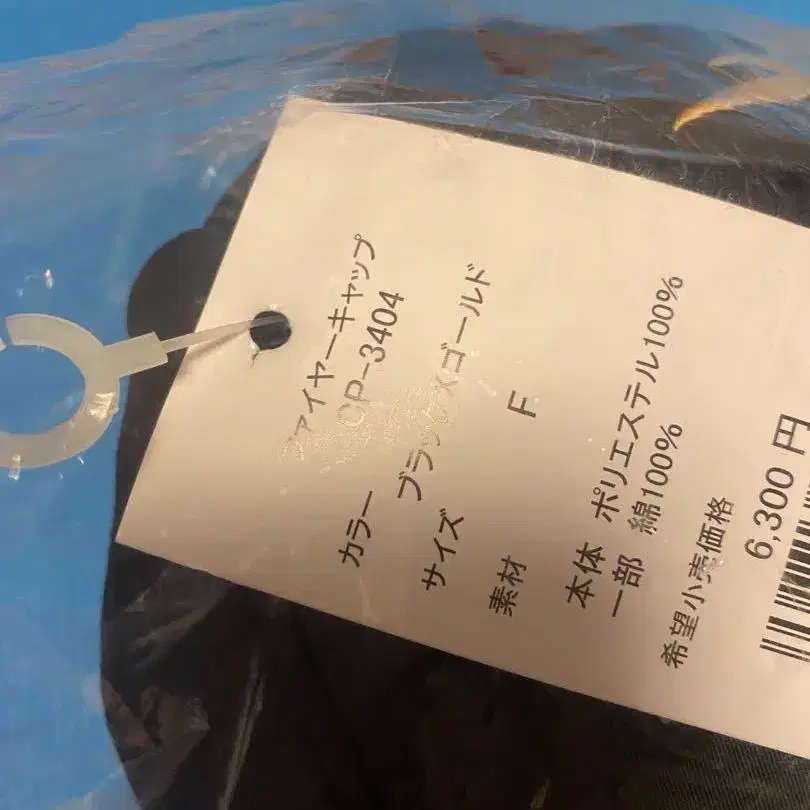 ファイヤーキャップ
CP-3404
カラー ブラック×ゴールド
サイズ F
素材
本体 ポリエステル100%
一部 綿100%
希望小売価格
6,300 円